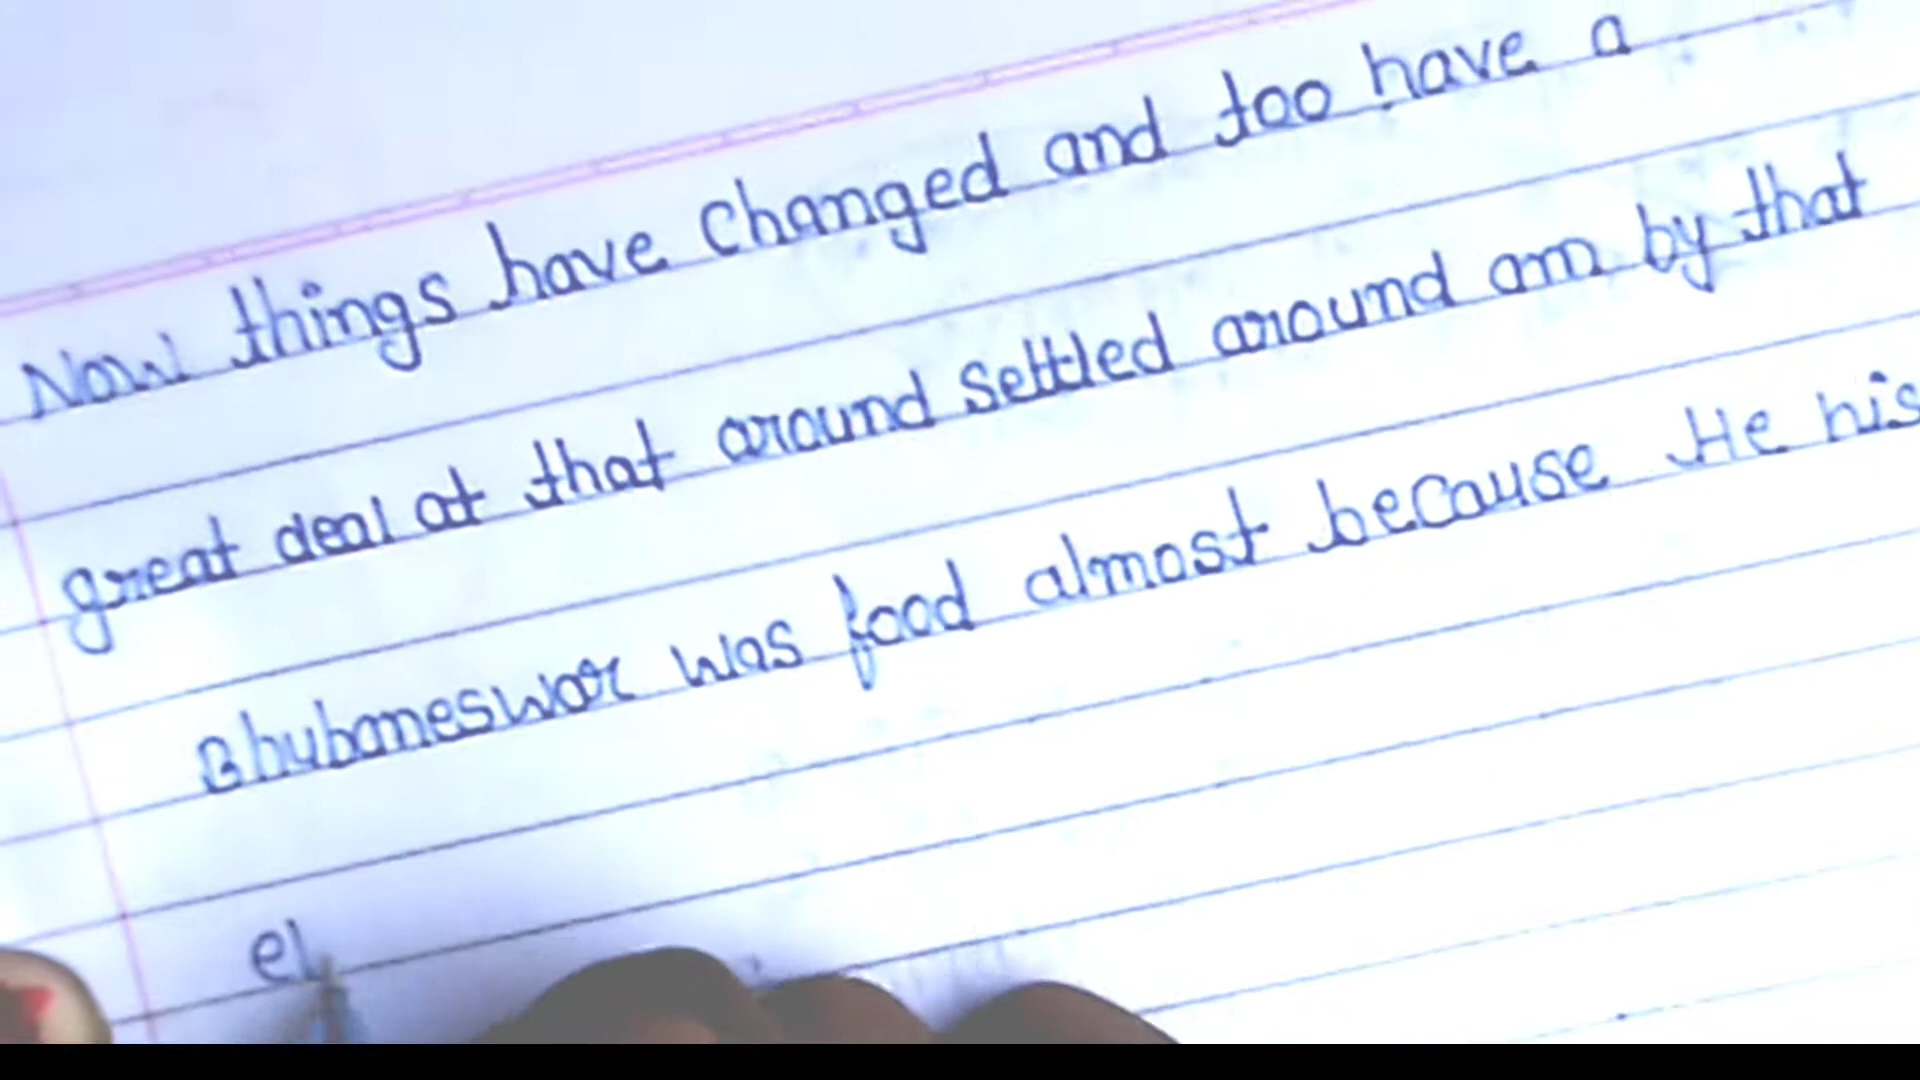 Now things have changed and too have a
great deal at that around settled around am by that
Bhubaneswar was food almost because He his
el